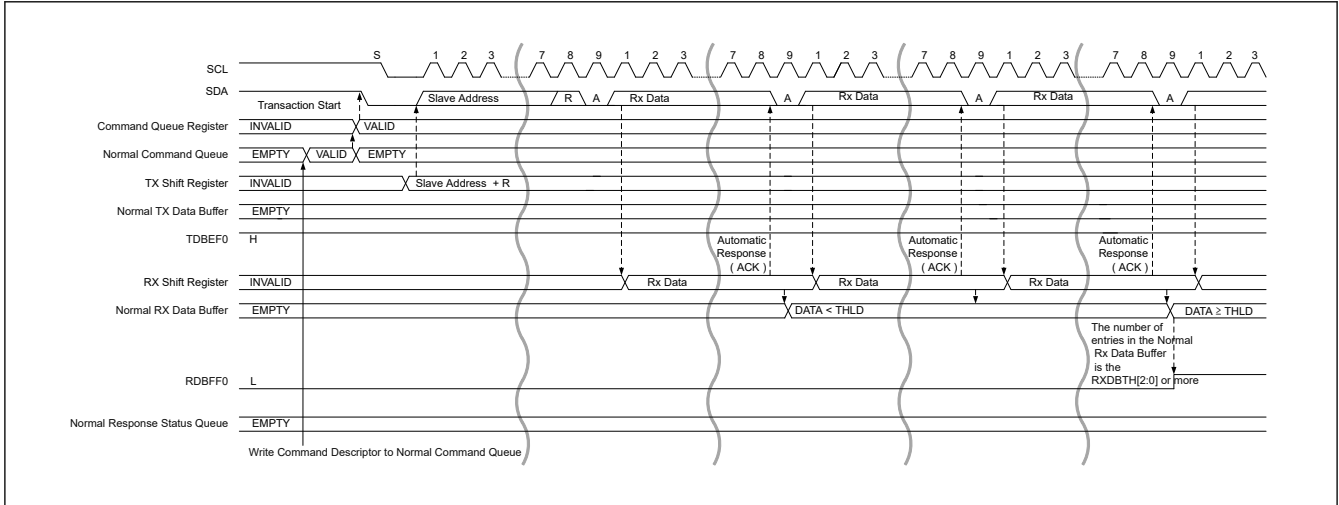 S 1 2 3 7 8 9 1 2 3 7 8 9 1 2 3 7 8 9 1 2 3 7 8 9 1 2 3
SCL
SDA Slave Address R A Rx Data A Rx Data A Rx Data A
Transaction Start
Command Queue Register INVALID VALID
Normal Command Queue EMPTY VALID EMPTY
TX Shift Register INVALID Slave Address + R
Normal TX Data Buffer EMPTY
TDBEF0 H
Automatic Response ( ACK )
Automatic Response ( ACK )
Automatic Response ( ACK )
RX Shift Register INVALID Rx Data Rx Data Rx Data
Normal RX Data Buffer EMPTY DATA < THLD DATA ≥ THLD
The number of
entries in the Normal
Rx Data Buffer
is the
RXDBTH[2:0] or more
RDBFF0 L
Normal Response Status Queue EMPTY
Write Command Descriptor to Normal Command Queue